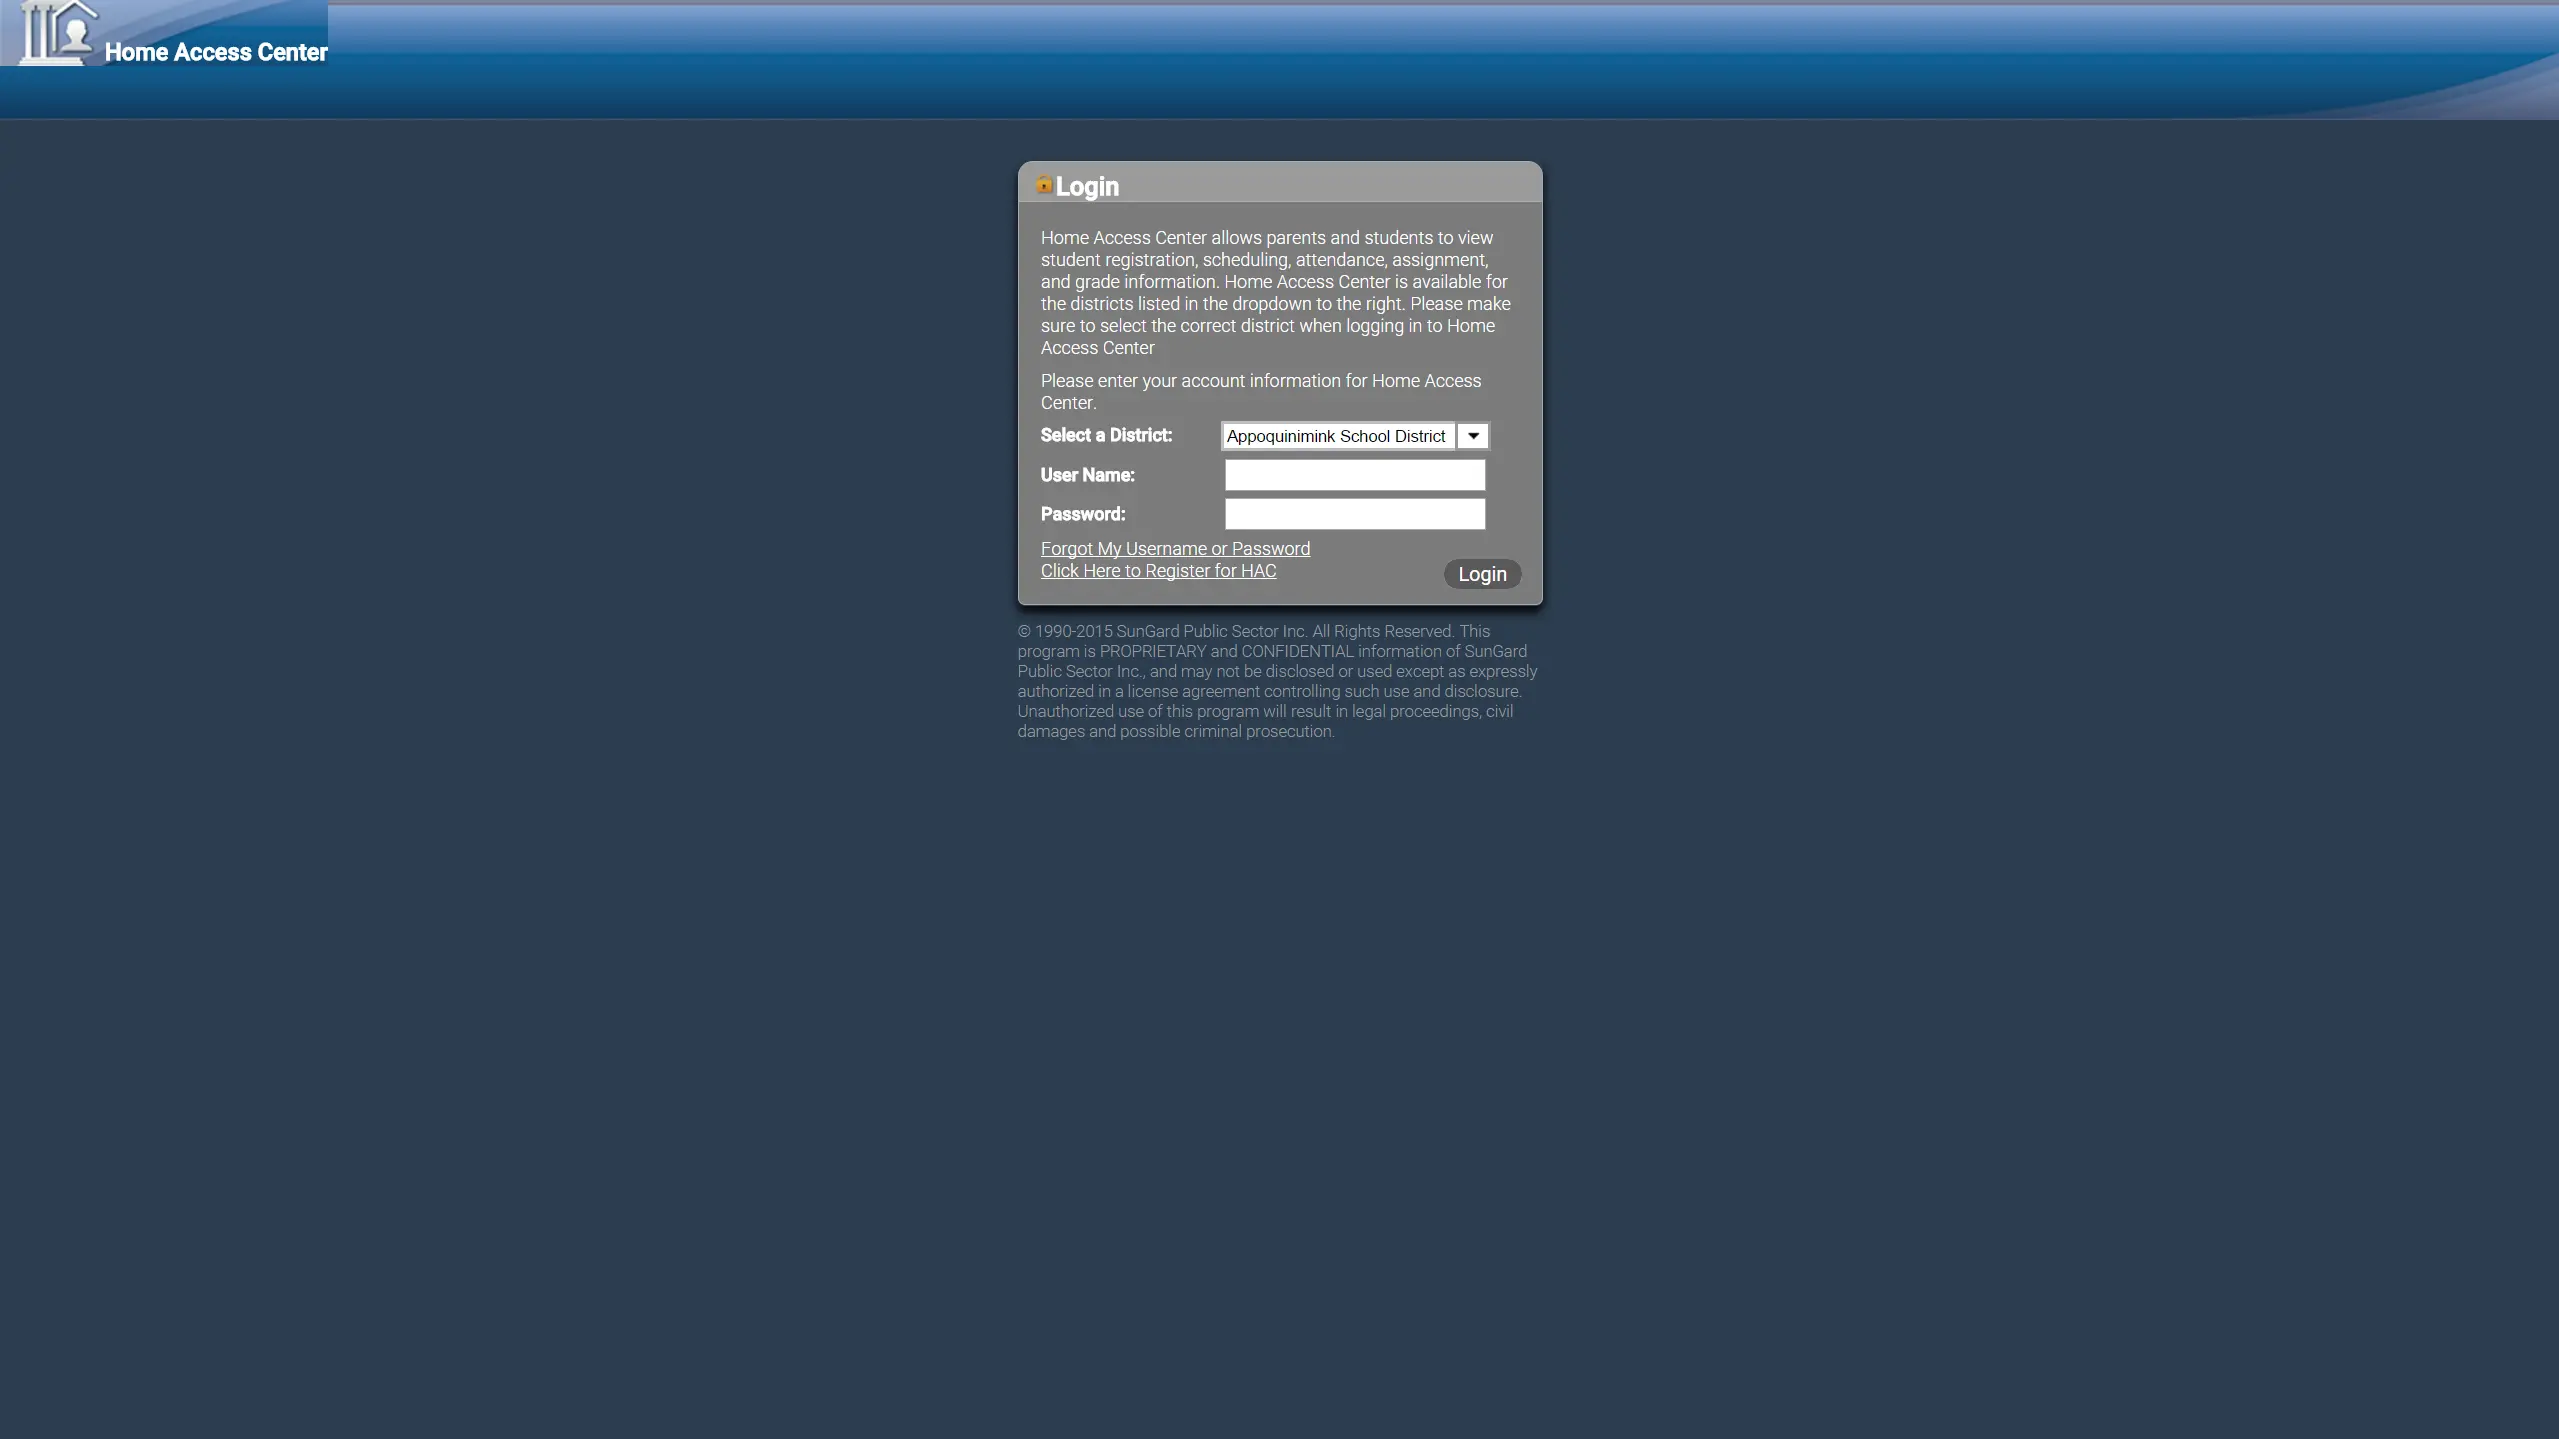 Home Access Center
Login
Home Access Center allows parents and students to view
student registration, scheduling, attendance, assignment,
and grade information. Home Access Center is available for
the districts listed in the dropdown to the right. Please make
sure to select the correct district when logging in to Home
Access Center
Please enter your account information for Home Access
Center.
Select a District: Appoquinimink School District
User Name:
Password:
Forgot My Username or Password
Click Here to Register for HAC
Login
© 1990-2015 SunGard Public Sector Inc. All Rights Reserved. This
program is PROPRIETARY and CONFIDENTIAL information of SunGard
Public Sector Inc., and may not be disclosed or used except as expressly
authorized in a license agreement controlling such use and disclosure.
Unauthorized use of this program will result in legal proceedings, civil
damages and possible criminal prosecution.